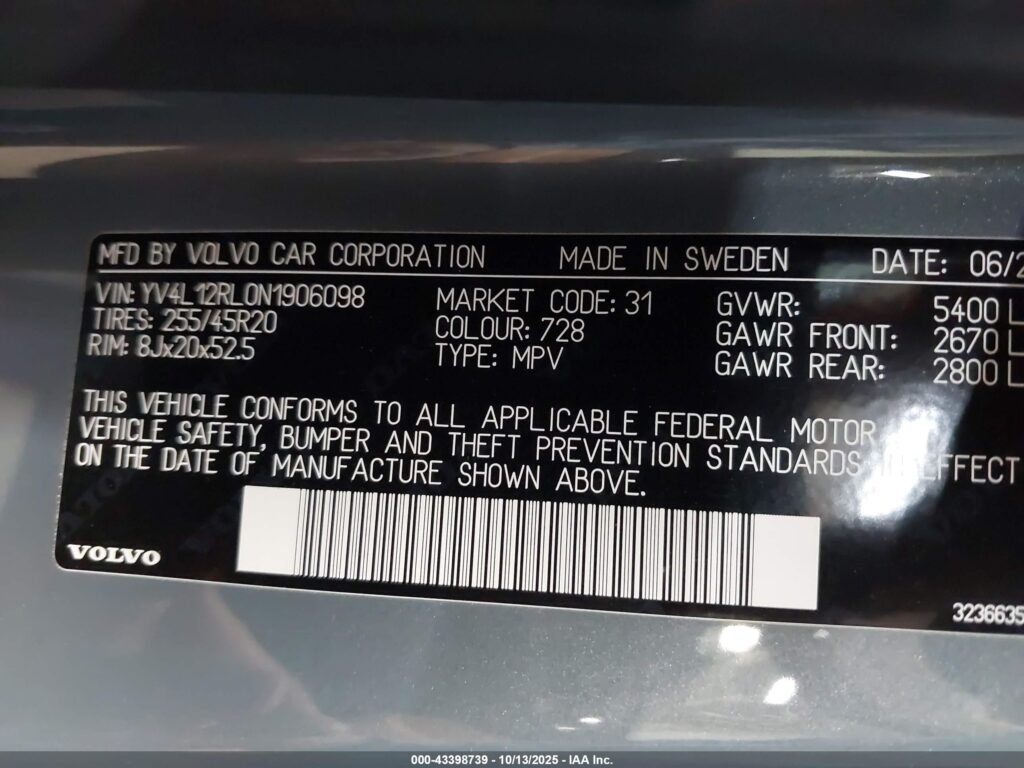 MFD BY VOLVO CAR CORPORATION MADE IN SWEDEN DATE: 06/2
VIN: YV4L12RL0N1906098 MARKET CODE: 31 GVWR: 5400 L
TIRES: 255/45R20 COLOUR: 728 GAWR FRONT: 2670 L
RIM: 8Jx20x52.5 TYPE: MPV GAWR REAR: 2800 L
THIS VEHICLE CONFORMS TO ALL APPLICABLE FEDERAL MOTOR
VEHICLE SAFETY, BUMPER AND THEFT PREVENTION STANDARDS EFFECT
ON THE DATE OF MANUFACTURE SHOWN ABOVE.
VOLVO
3236635
000-43398739 - 10/13/2025 - IAA Inc.